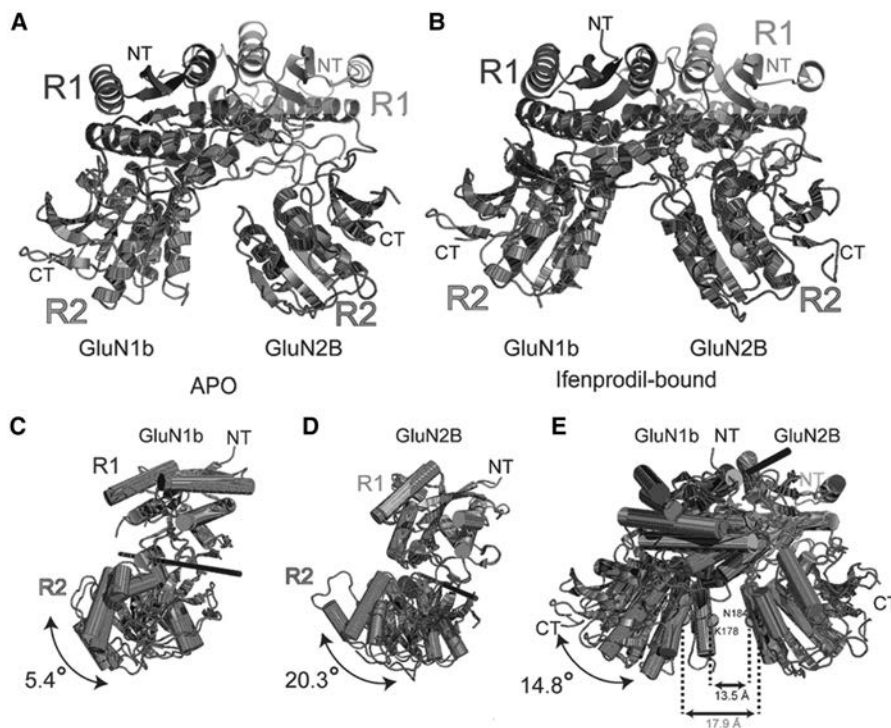 A
B
NT
NT
R1
R1
NT
R1
R1
NT
CT
CT
R2
R2
CT
CT
R2
R2
GluN1b
GluN2B
GluN1b
GluN2B
APO
Ifenprodil-bound
C
GluN1b
NT
D
GluN2B
E
GluN1b
NT
GluN2B
R1
R1
NT
NT
R2
R2
CT
CT
N184
K178
5.4°
20.3°
14.8°
13.5 Å
17.9 Å